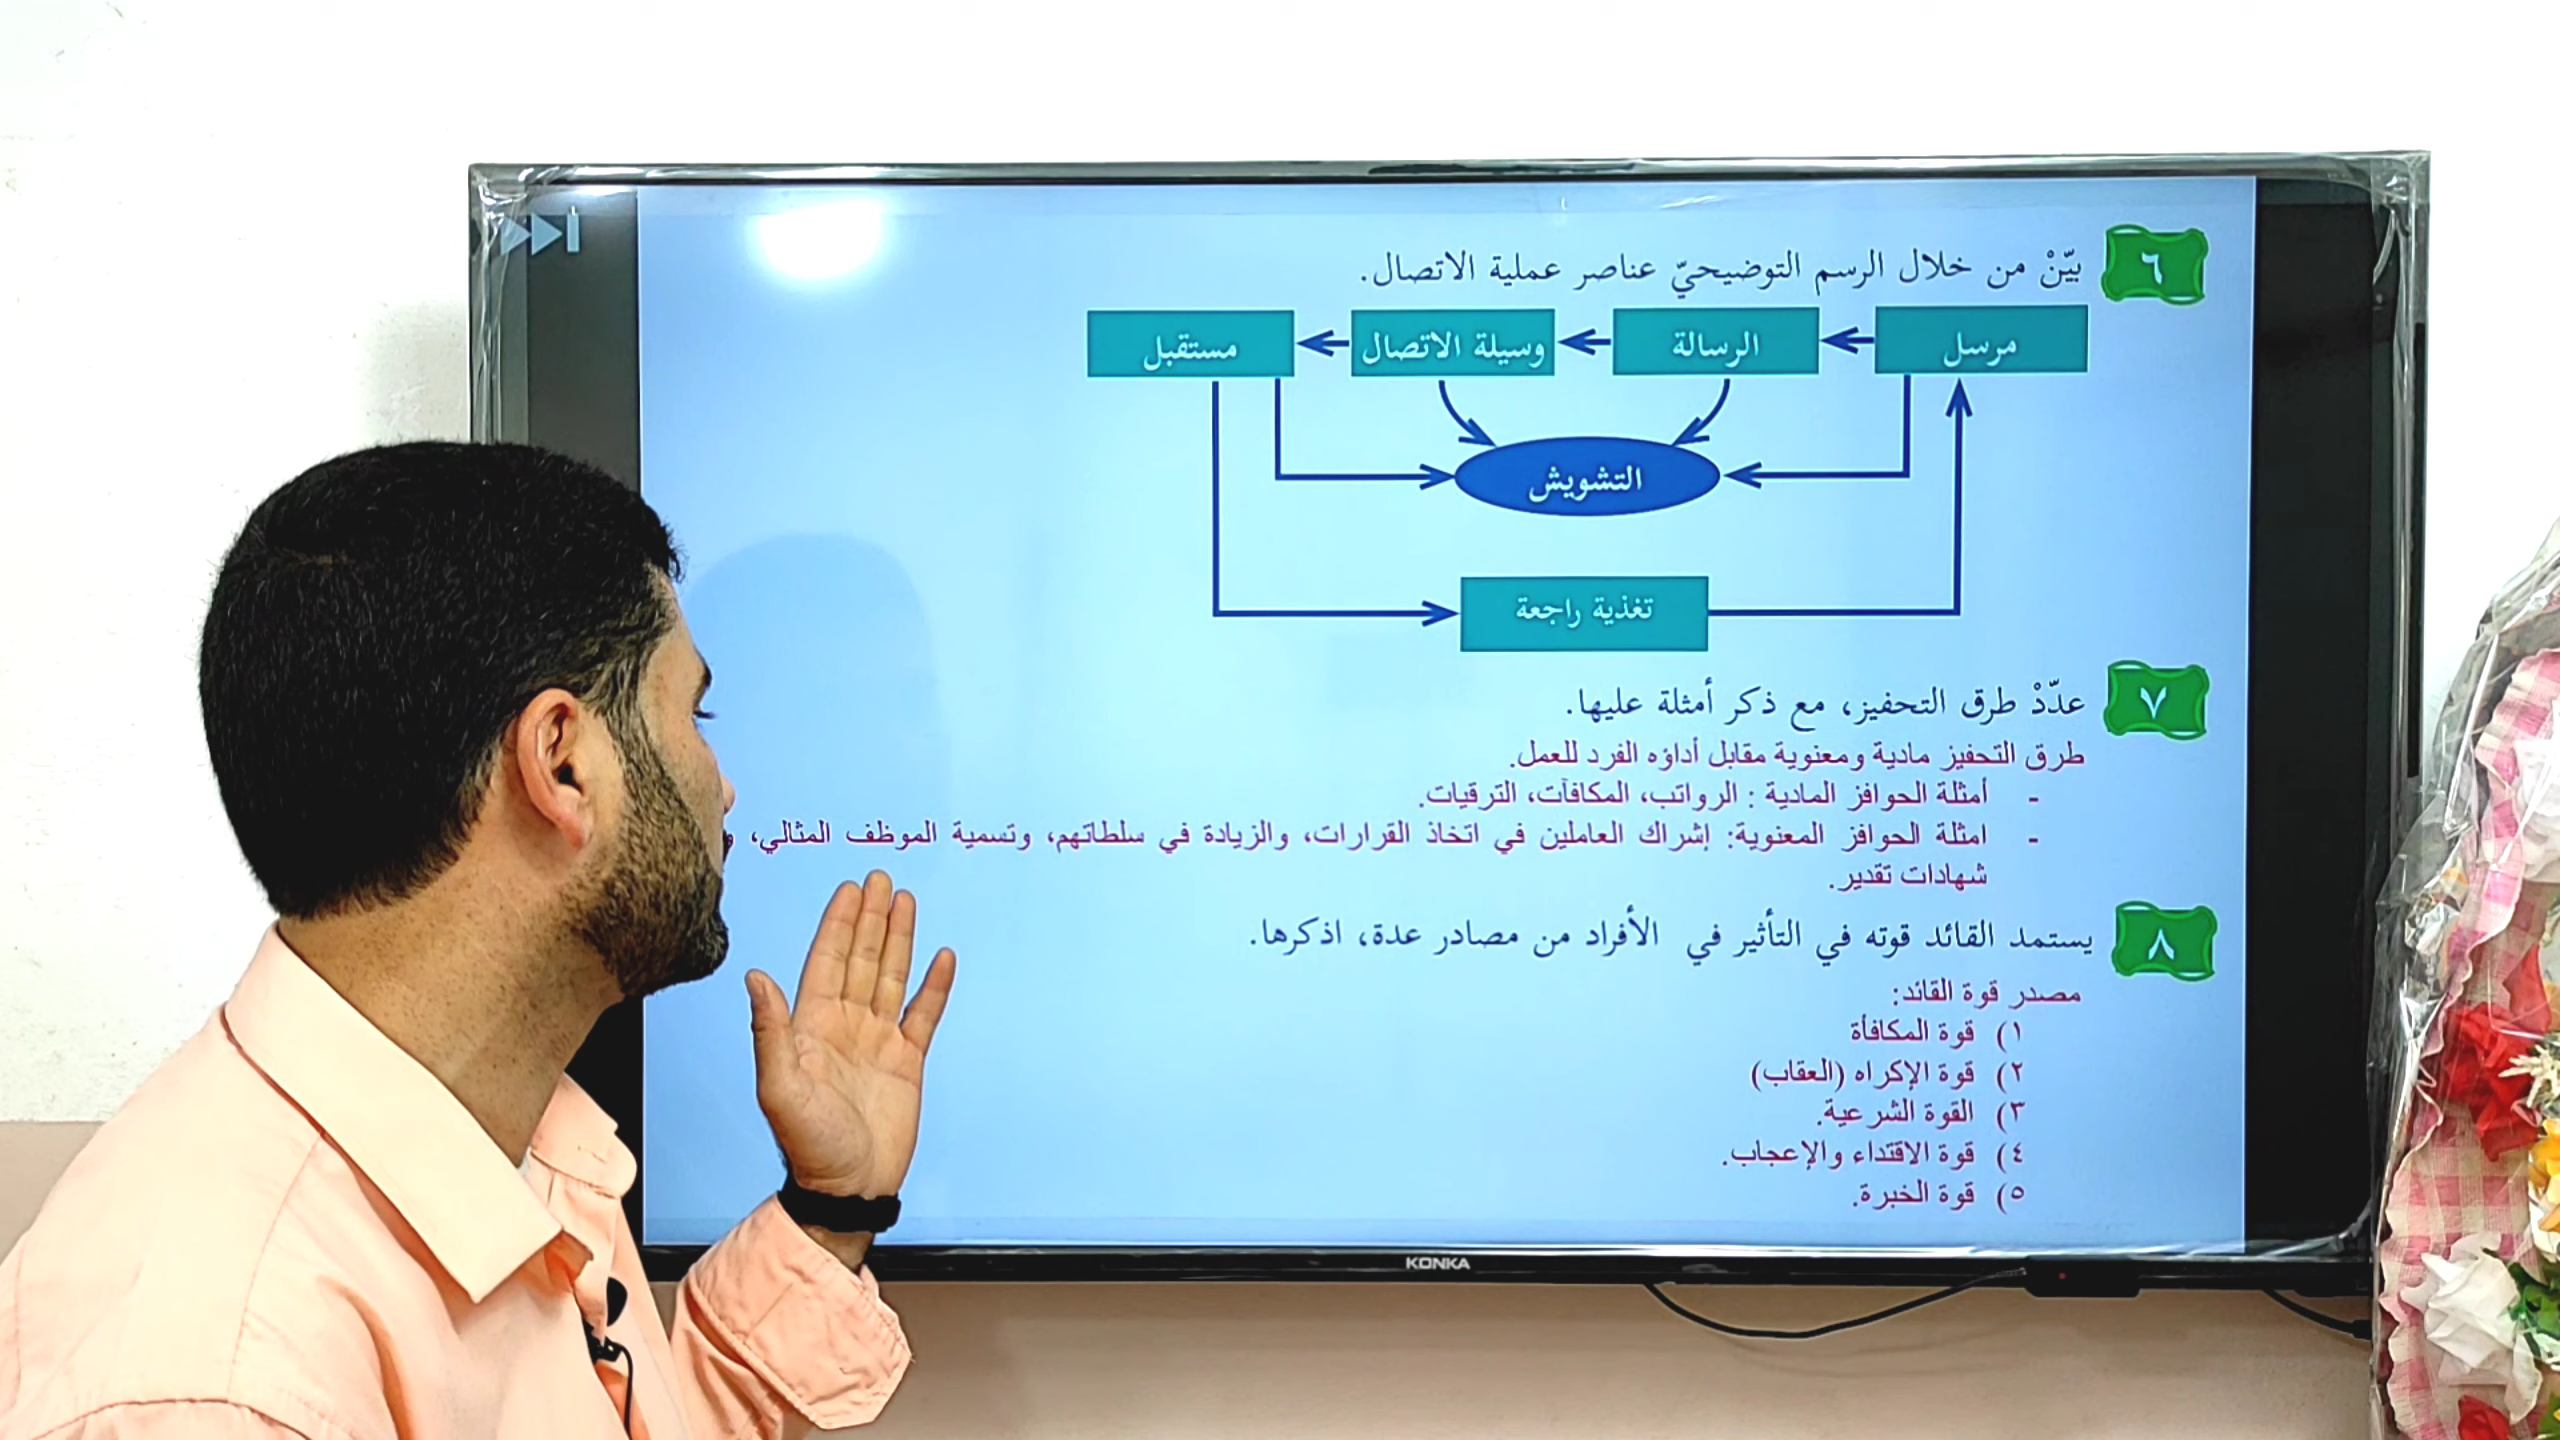 ٦ بيّنْ من خلال الرسم التوضيحيّ عناصر عملية الاتصال.
مرسل
الرسالة
وسيلة الاتصال
مستقبل
التشويش
تغذية راجعة
٧ عدّدْ طرق التحفيز، مع ذكر أمثلة عليها.
طرق التحفيز مادية ومعنوية مقابل أداؤه الفرد للعمل.
- أمثلة الحوافز المادية : الرواتب، المكافآت، الترقيات.
- امثلة الحوافز المعنوية: إشراك العاملين في اتخاذ القرارات، والزيادة في سلطاتهم، وتسمية الموظف المثالي،
شهادات تقدير.
٨ يستمد القائد قوته في التأثير في الأفراد من مصادر عدة، اذكرها.
مصدر قوة القائد:
١) قوة المكافأة
٢) قوة الإكراه (العقاب)
٣) القوة الشرعية.
٤) قوة الاقتداء والإعجاب.
٥) قوة الخبرة.
KONKA